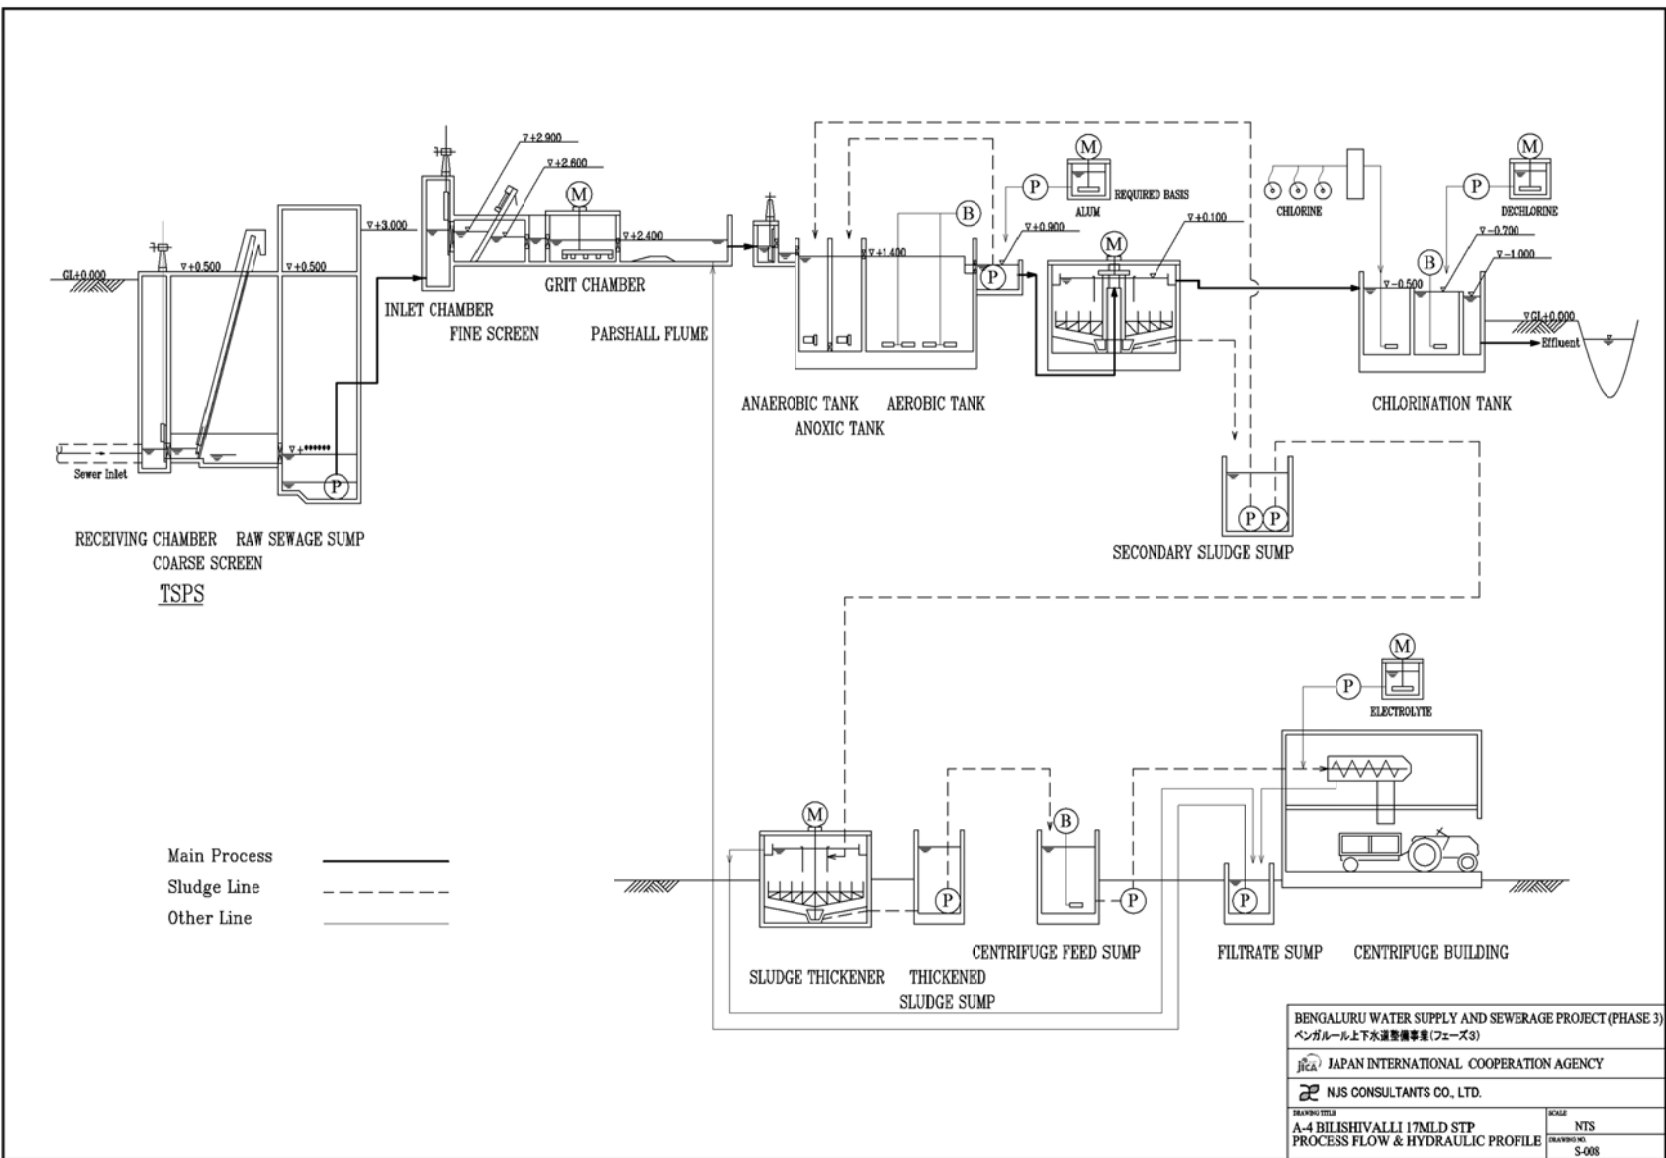 ▽+2.900
▽+2.600
M
▽+3.000
▽+2.400
▽+0.500
▽+0.500
GL±0.000
INLET CHAMBER
FINE SCREEN
GRIT CHAMBER
PARSHALL FLUME
▽+******
P
Sewer Inlet
RECEIVING CHAMBER
RAW SEWAGE SUMP
COARSE SCREEN
TSPS
B
M
P
ALUM
REQUIRED BASIS
▽+0.900
▽+1.400
P
M
▽+0.100
ANAEROBIC TANK
AEROBIC TANK
ANOXIC TANK
CHLORINE
M
P
DECHLORINE
▽-0.700
▽-1.000
B
▽-0.500
▽GL±0.000
Effluent
CHLORINATION TANK
P
P
SECONDARY SLUDGE SUMP
M
P
ELECTROLYTE
M
P
B
P
P
CENTRIFUGE FEED SUMP
FILTRATE SUMP
CENTRIFUGE BUILDING
SLUDGE THICKENER
THICKENED
SLUDGE SUMP
Main Process
Sludge Line
Other Line
BENGALURU WATER SUPPLY AND SEWERAGE PROJECT (PHASE 3)
ベンガルール上下水道整備事業(フェーズ3)
jica JAPAN INTERNATIONAL COOPERATION AGENCY
NJS CONSULTANTS CO., LTD.
DRAWING TITLE
A-4 BILISHIVALLI 17MLD STP
PROCESS FLOW & HYDRAULIC PROFILE
SCALE
NTS
DRAWING NO.
S-008